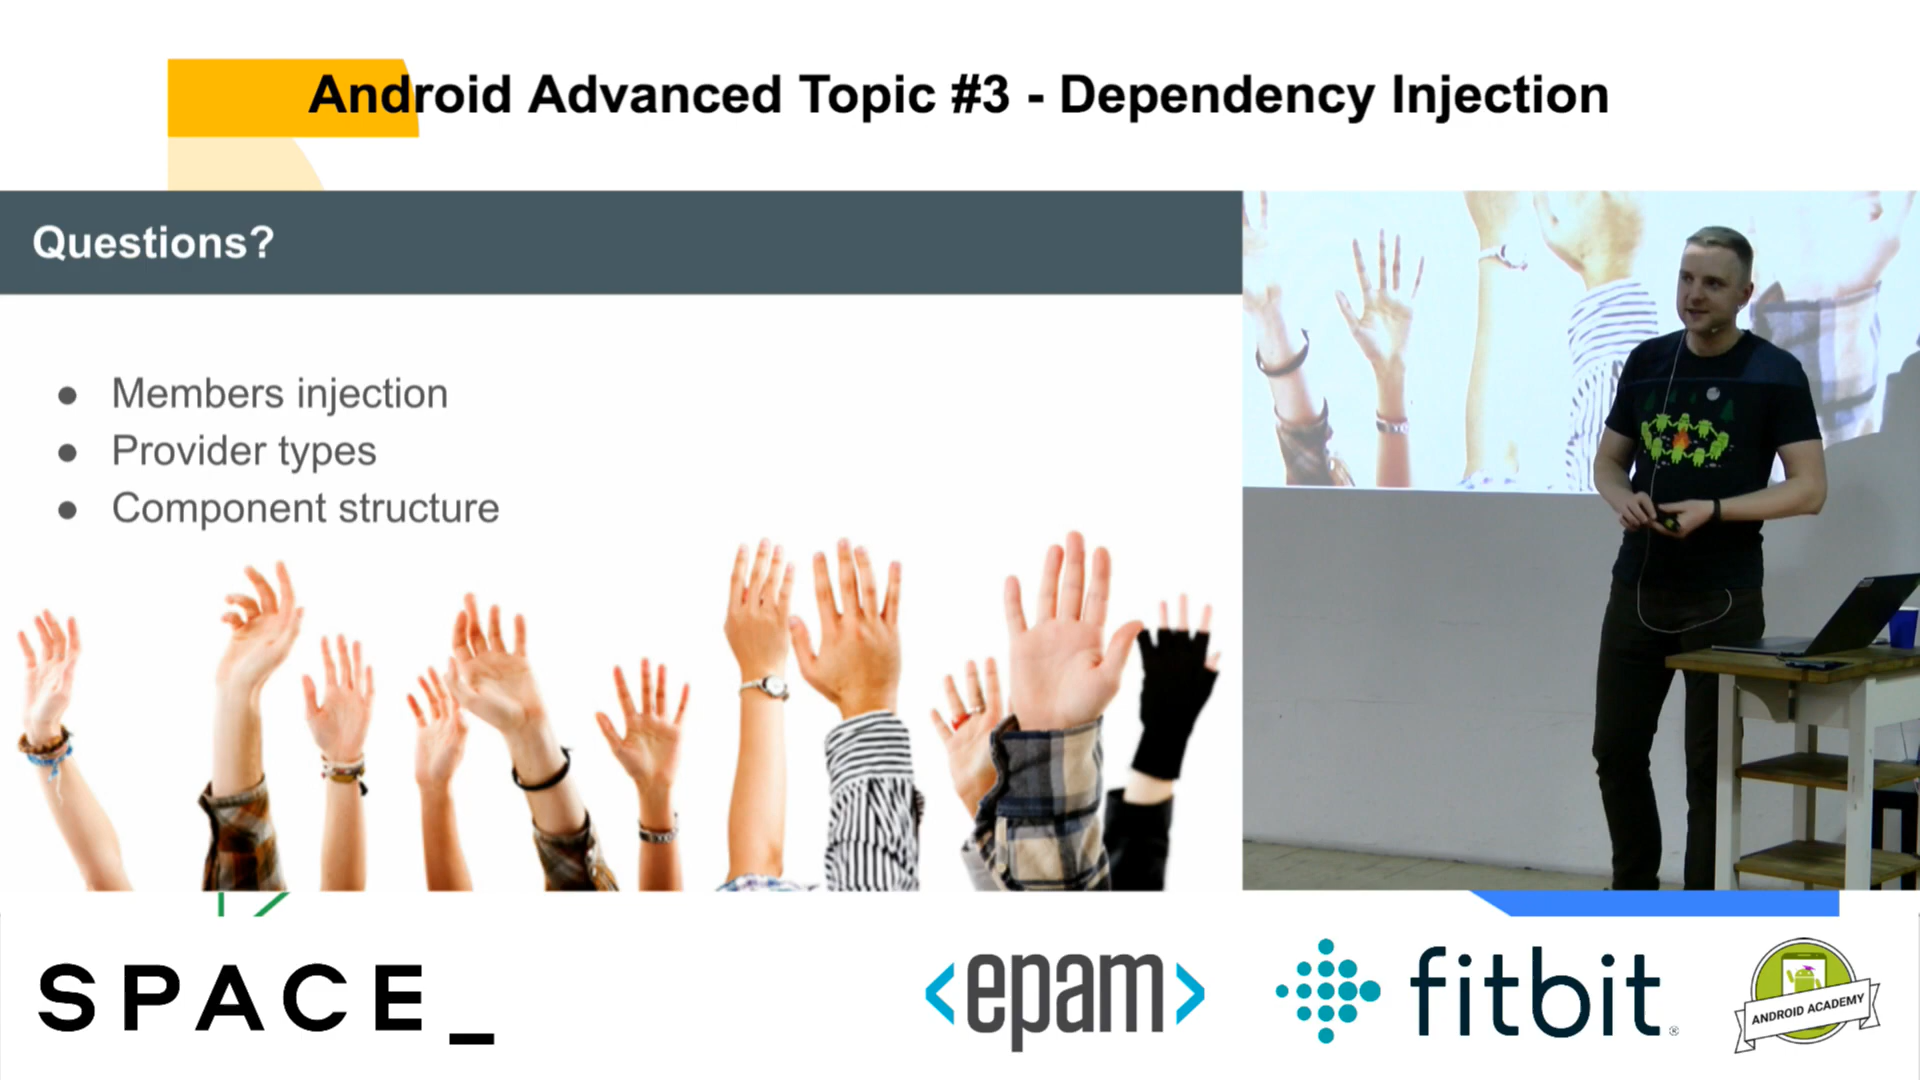 Android Advanced Topic #3 - Dependency Injection
Questions?
● Members injection
● Provider types
● Component structure
SPACE_
<epam>
fitbit®
ANDROID ACADEMY